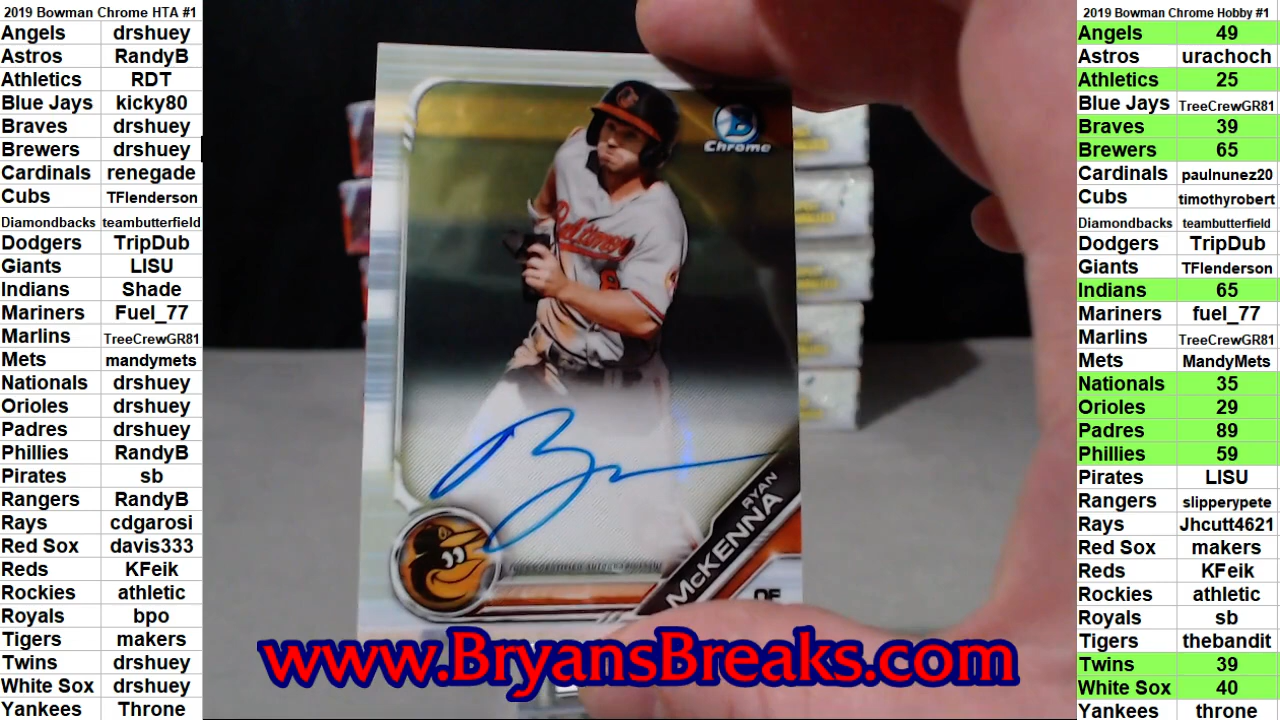 2019 Bowman Chrome HTA #1
Angels drshuey
Astros RandyB
Athletics RDT
Blue Jays kicky80
Braves drshuey
Brewers drshuey
Cardinals renegade
Cubs TFlenderson
Diamondbacks teambutterfield
Dodgers TripDub
Giants LISU
Indians Shade
Mariners Fuel_77
Marlins TreeCrewGR81
Mets mandymets
Nationals drshuey
Orioles drshuey
Padres drshuey
Phillies RandyB
Pirates sb
Rangers RandyB
Rays cdgarosi
Red Sox davis333
Reds KFeik
Rockies athletic
Royals bpo
Tigers makers
Twins drshuey
White Sox drshuey
Yankees Throne
B
Chrome
Baltimore
8
RYAN
McKENNA
OF
www.BryansBreaks.com
2019 Bowman Chrome Hobby #1
Angels 49
Astros urachoch
Athletics 25
Blue Jays TreeCrewGR81
Braves 39
Brewers 65
Cardinals paulnunez20
Cubs timothyrobert
Diamondbacks teambutterfield
Dodgers TripDub
Giants TFlenderson
Indians 65
Mariners fuel_77
Marlins TreeCrewGR81
Mets MandyMets
Nationals 35
Orioles 29
Padres 89
Phillies 59
Pirates LISU
Rangers slipperypete
Rays Jhcutt4621
Red Sox makers
Reds KFeik
Rockies athletic
Royals sb
Tigers thebandit
Twins 39
White Sox 40
Yankees throne